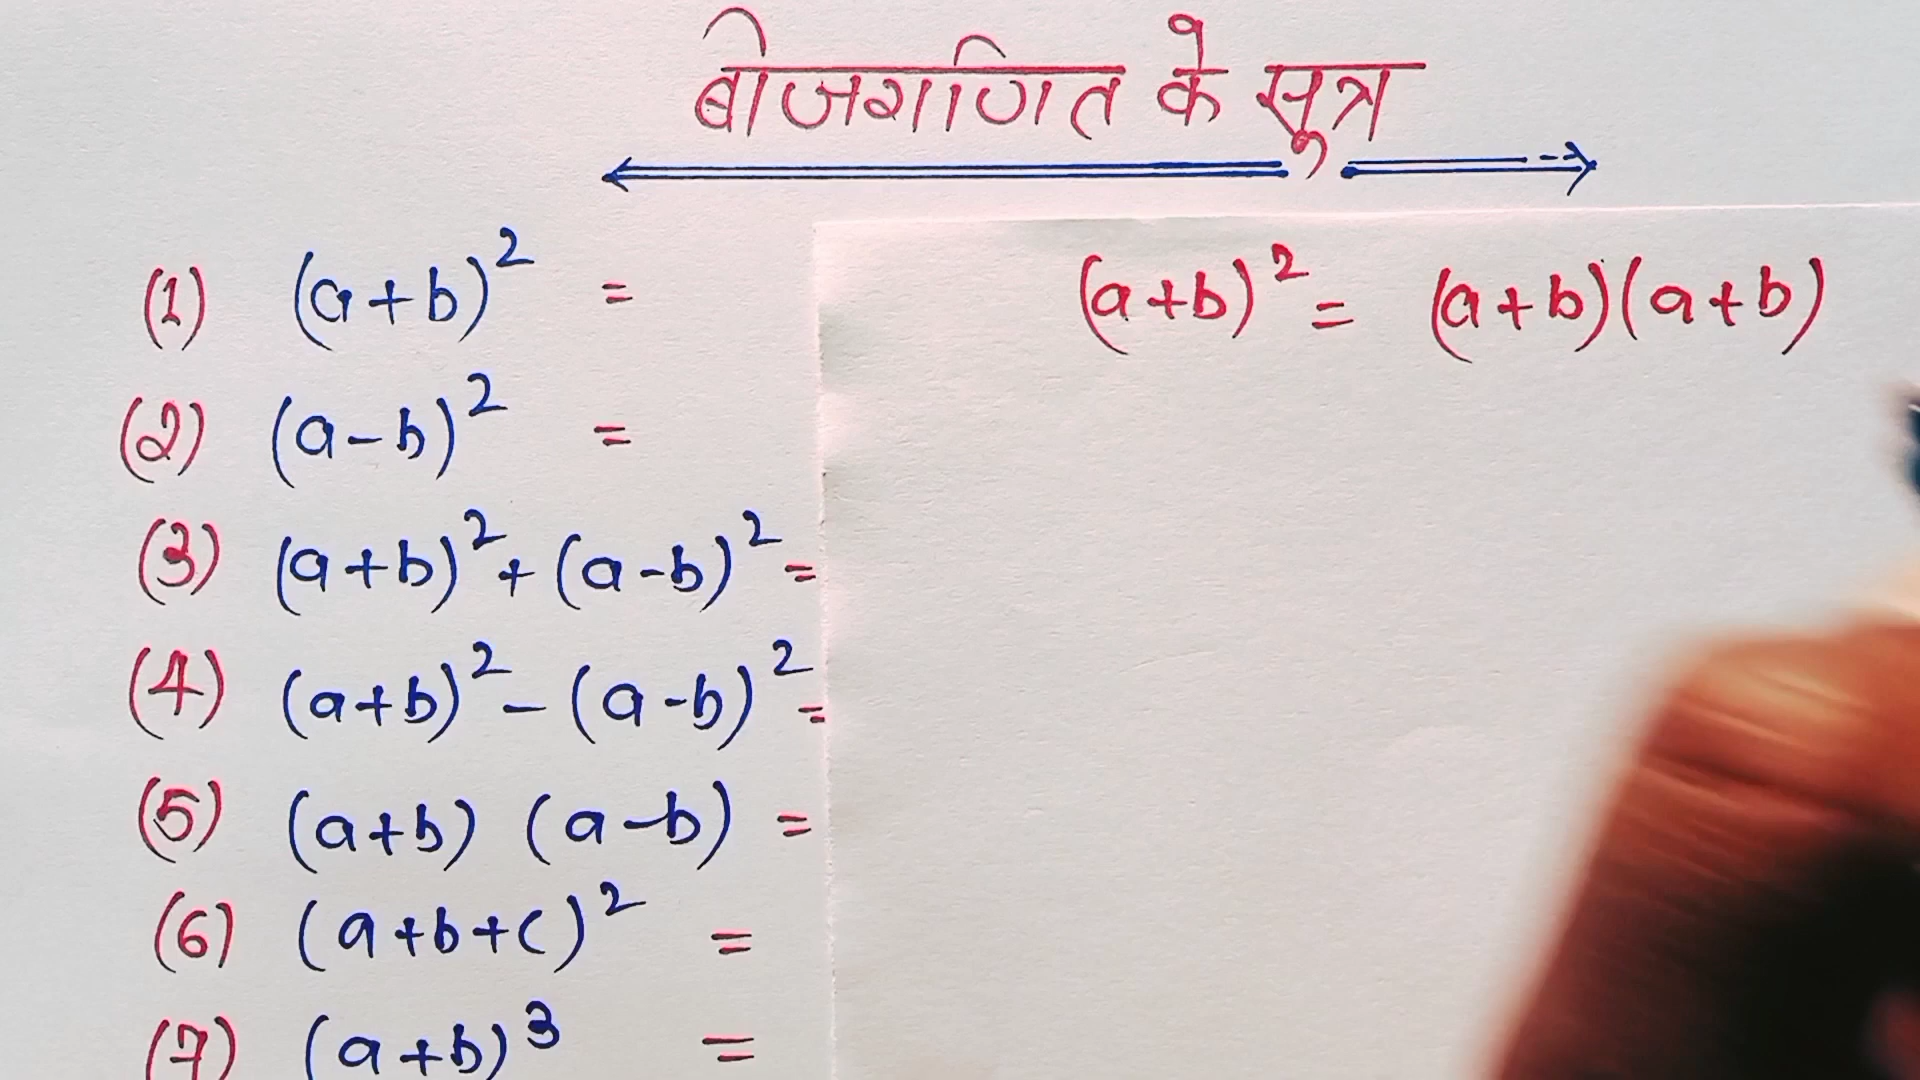 बीजगणित के सूत्र
(1) (a+b)² =
(a+b)² = (a+b)(a+b)
(2) (a-b)² =
(3) (a+b)² + (a-b)² =
(4) (a+b)² - (a-b)² =
(5) (a+b) (a-b) =
(6) (a+b+c)² =
(7) (a+b)³ =